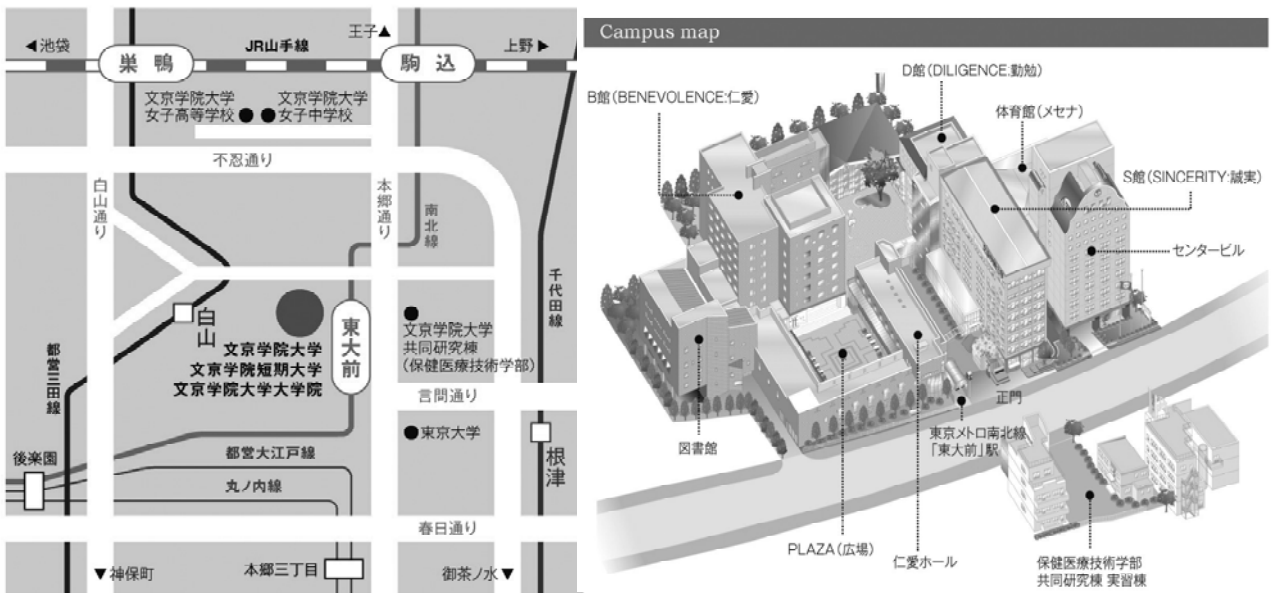 王子▲
◀池袋
JR山手線
上野▶
巣鴨
駒込
文京学院大学
女子高等学校
文京学院大学
女子中学校
不忍通り
白山通り
本郷通り
南北線
千代田線
白山
東大前
文京学院大学
共同研究棟
(保健医療技術学部)
文京学院大学
文京学院短期大学
文京学院大学大学院
都営三田線
言問通り
東京大学
根津
後楽園
都営大江戸線
丸ノ内線
春日通り
▼神保町
本郷三丁目
御茶ノ水▼
Campus map
D館(DILIGENCE:勤勉)
B館(BENEVOLENCE:仁愛)
体育館(メセナ)
S館(SINCERITY:誠実)
センタービル
正門
図書館
東京メトロ南北線
「東大前」駅
PLAZA(広場)
仁愛ホール
保健医療技術学部
共同研究棟 実習棟